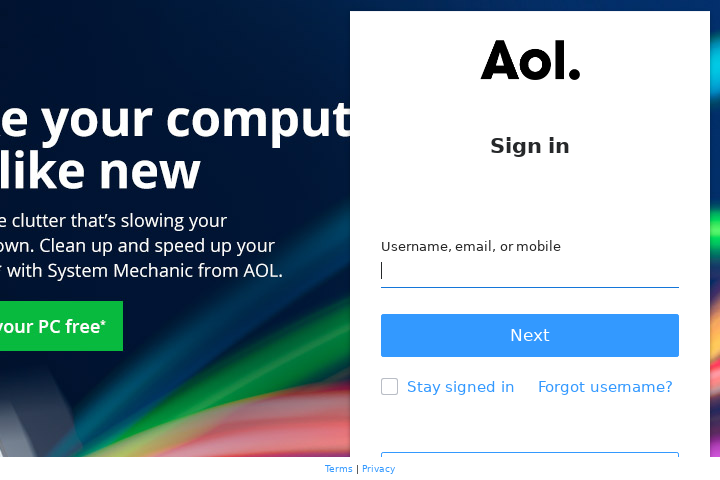 Aol.
e your comput
like new
e clutter that's slowing your
own. Clean up and speed up your
with System Mechanic from AOL.
your PC free*
Sign in
Username, email, or mobile
Next
Stay signed in
Forgot username?
Terms | Privacy